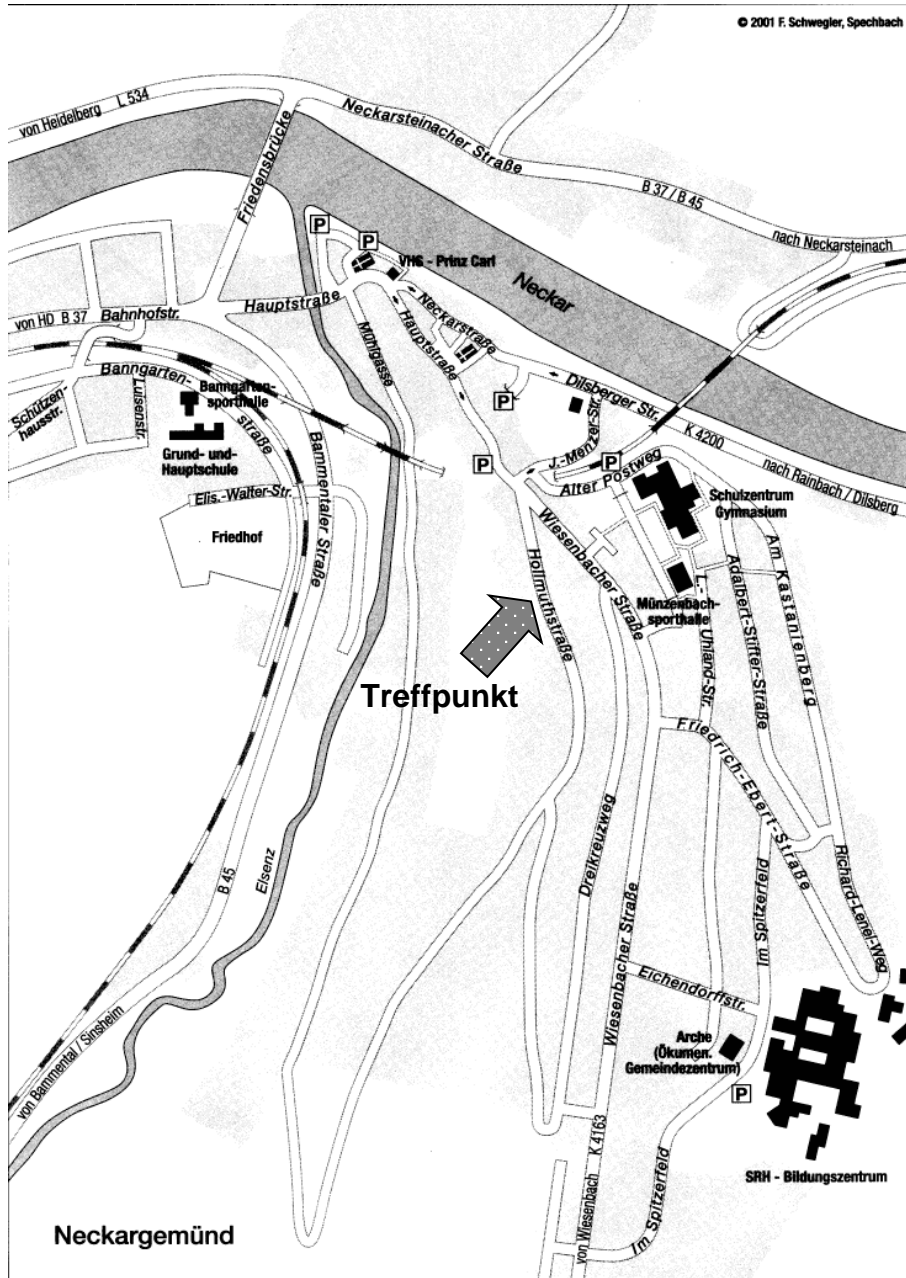 © 2001 F. Schwegler, Spechbach
von Heidelberg L 534
Neckarsteinacher Straße
B 37 / B 45
nach Neckarsteinach
Friedensbrücke
P
P
VHS - Prinz Carl
Neckar
Hauptstraße
von HD B 37
Bahnhofstr.
Neckarstraße
Hauptstraße
Mühlgasse
Banngarten-
straße
Banngarten-
sporthalle
Schützen-
hausstr.
Luisenstr.
Grund- und-
Hauptschule
P
Dilsberger Str.
K 4200
nach Rainbach / Dilsberg
J.-Menzer-Str.
P
P
Alter Postweg
Schulzentrum
Gymnasium
Elis.-Walter-Str.
Friedhof
Bammentaler Straße
Wiesenbacher Straße
Hollmuthstraße
Am Kastanienberg
Adalbert-Stifter-Straße
Münzenbach-
sporthalle
L.-Uhland-Str.
Treffpunkt
Friedrich-Ebert-Straße
Dreikreuzweg
Wiesenbacher Straße
Im Spitzerfeld
Richard-Lenel-Weg
B 45
Elsenz
Eichendorffstr.
Arche
(Ökumen.
Gemeindezentrum)
P
von Bammental / Sinsheim
SRH - Bildungszentrum
von Wiesenbach K 4163
Im Spitzerfeld
Neckargemünd